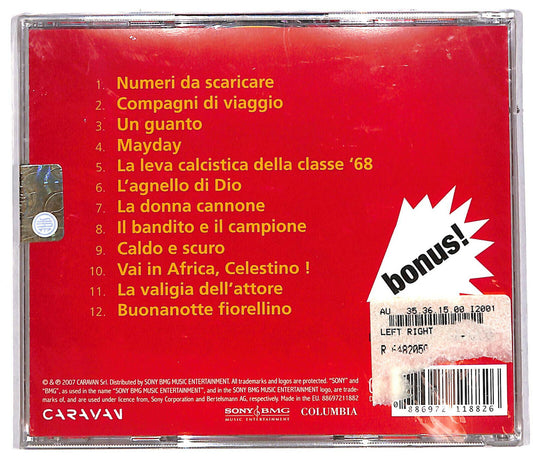 1. Numeri da scaricare
2. Compagni di viaggio
3. Un guanto
4. Mayday
5. La leva calcistica della classe ‘68
6. L’agnello di Dio
7. La donna cannone
8. Il bandito e il campione
9. Caldo e scuro
10. Vai in Africa, Celestino !
11. La valigia dell’attore
12. Buonanotte fiorellino
bonus!
AU 35.36.15.00 I2001
LEFT RIGHT -
© & ℗ 2007 CARAVAN Srl. Distributed by SONY BMG MUSIC ENTERTAINMENT. All trademarks and logos are protected. "SONY" and
"BMG", as used in the name "SONY BMG MUSIC ENTERTAINMENT", and in the SONY BMG MUSIC ENTERTAINMENT logo, are trade-
marks of, and are used under licence from, Sony Corporation and Bertelsmann AG, respectively. Made in the EU. 88697211882
CARAVAN
SONY BMG
MUSIC ENTERTAINMENT
COLUMBIA
0 886972 118826